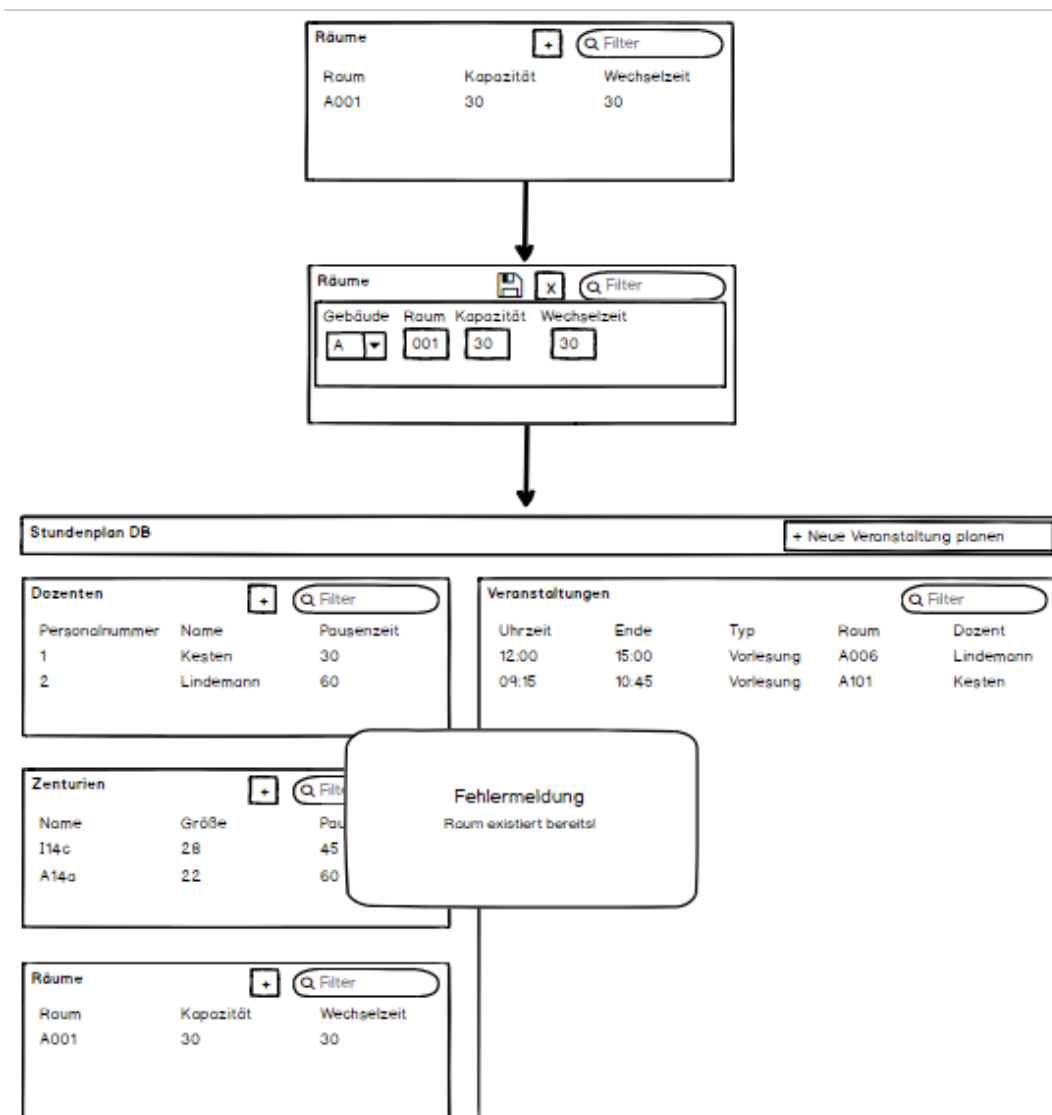 Räume + Filter
Raum Kapazität Wechselzeit
A001 30 30
Räume x Filter
Gebäude Raum Kapazität Wechselzeit
A 001 30 30
Stundenplan DB + Neue Veranstaltung planen
Dozenten + Filter
Personalnummer Name Pausenzeit
1 Kesten 30
2 Lindemann 60
Veranstaltungen Filter
Uhrzeit Ende Typ Raum Dozent
12:00 15:00 Vorlesung A006 Lindemann
09:15 10:45 Vorlesung A101 Kesten
Zenturien +
Name Größe
I14c 28 45
A14a 22 60
Fehlermeldung
Raum existiert bereits!
Räume + Filter
Raum Kapazität Wechselzeit
A001 30 30